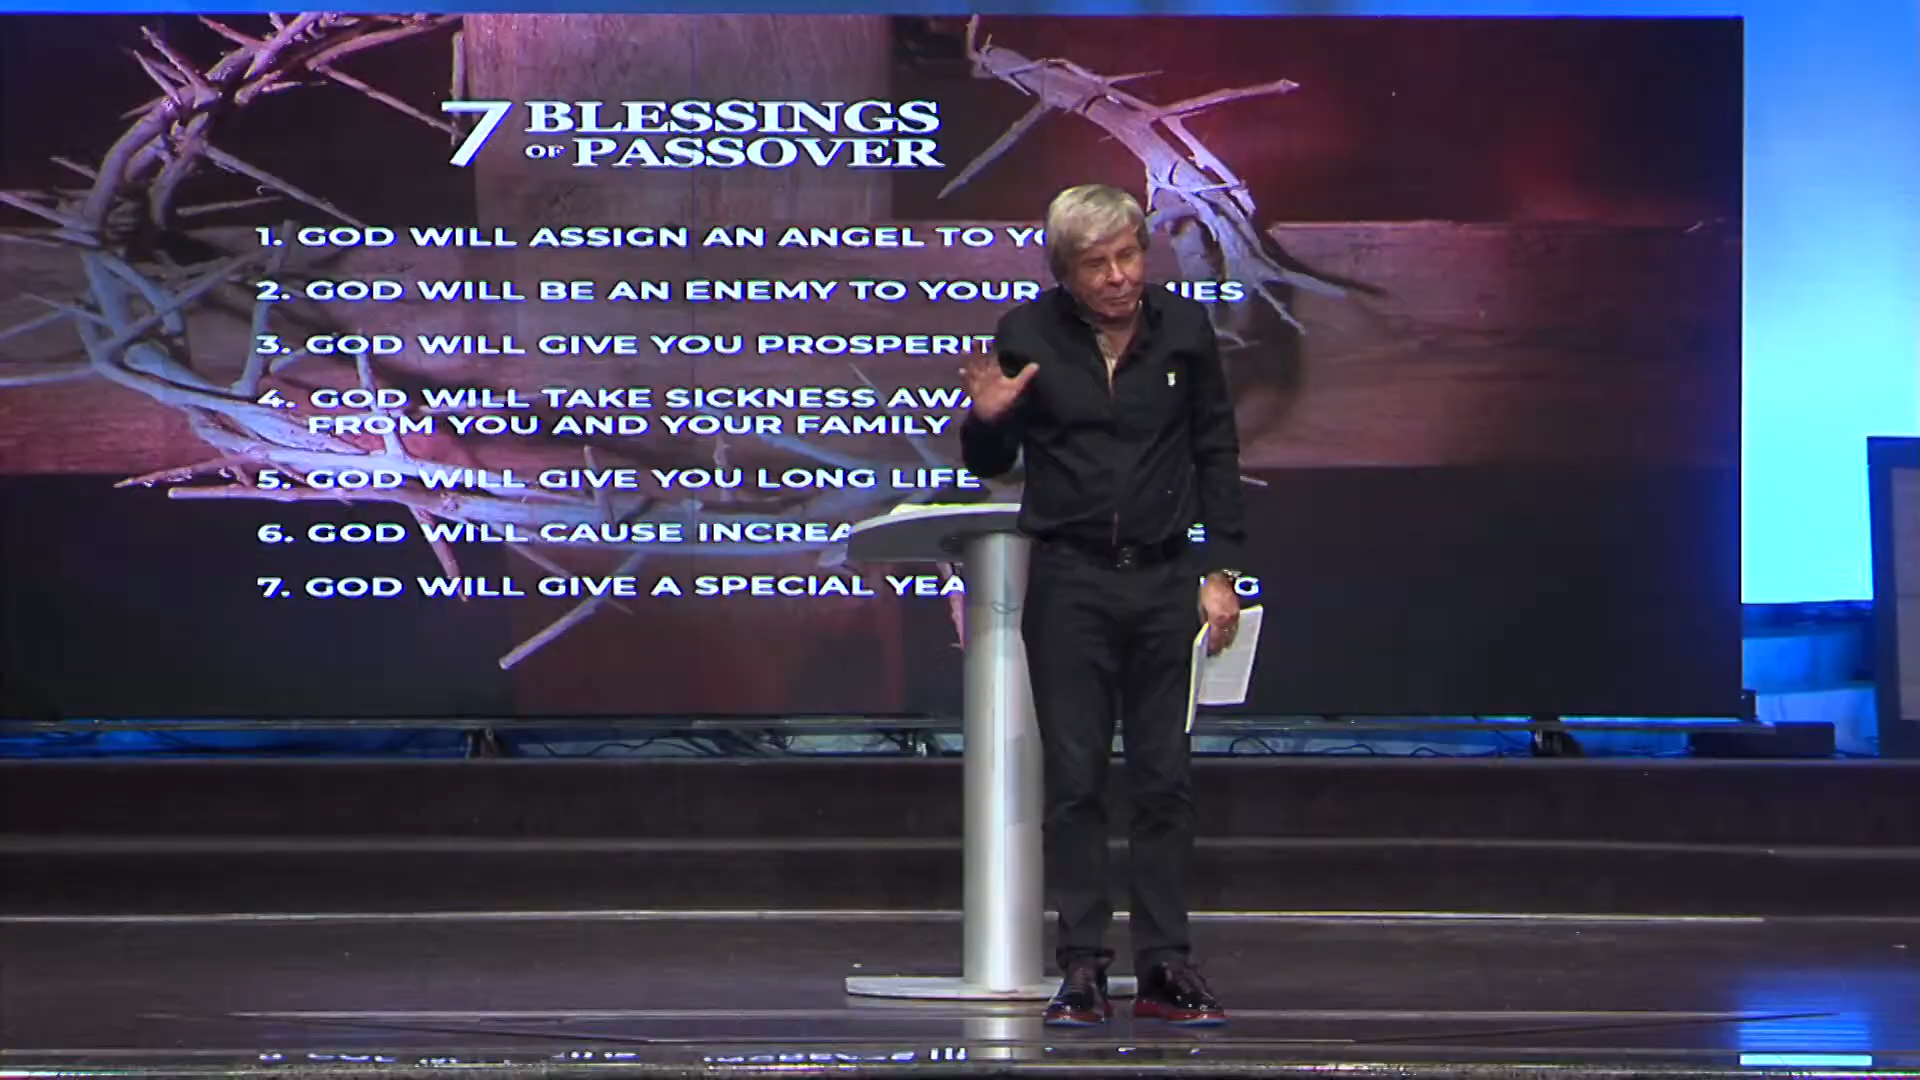 7 BLESSINGS
OF PASSOVER
1. GOD WILL ASSIGN AN ANGEL TO
2. GOD WILL BE AN ENEMY TO YOUR
3. GOD WILL GIVE YOU
4. GOD WILL TAKE SICKNESS
FROM YOU AND YOUR FAMILY
5. GOD WILL GIVE YOU LONG LIFE
6. GOD WILL CAUSE
7. GOD WILL GIVE A SPECIAL